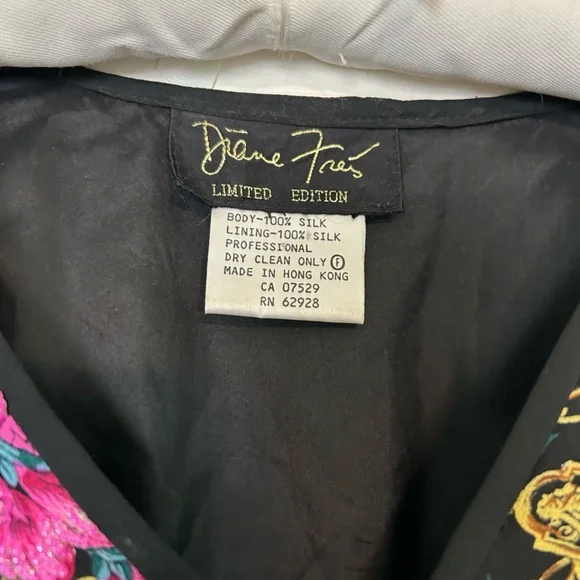 Diane Freis
LIMITED EDITION
BODY-100% SILK
LINING-100% SILK
PROFESSIONAL
DRY CLEAN ONLY Ⓕ
MADE IN HONG KONG
CA 07529
RN 62928